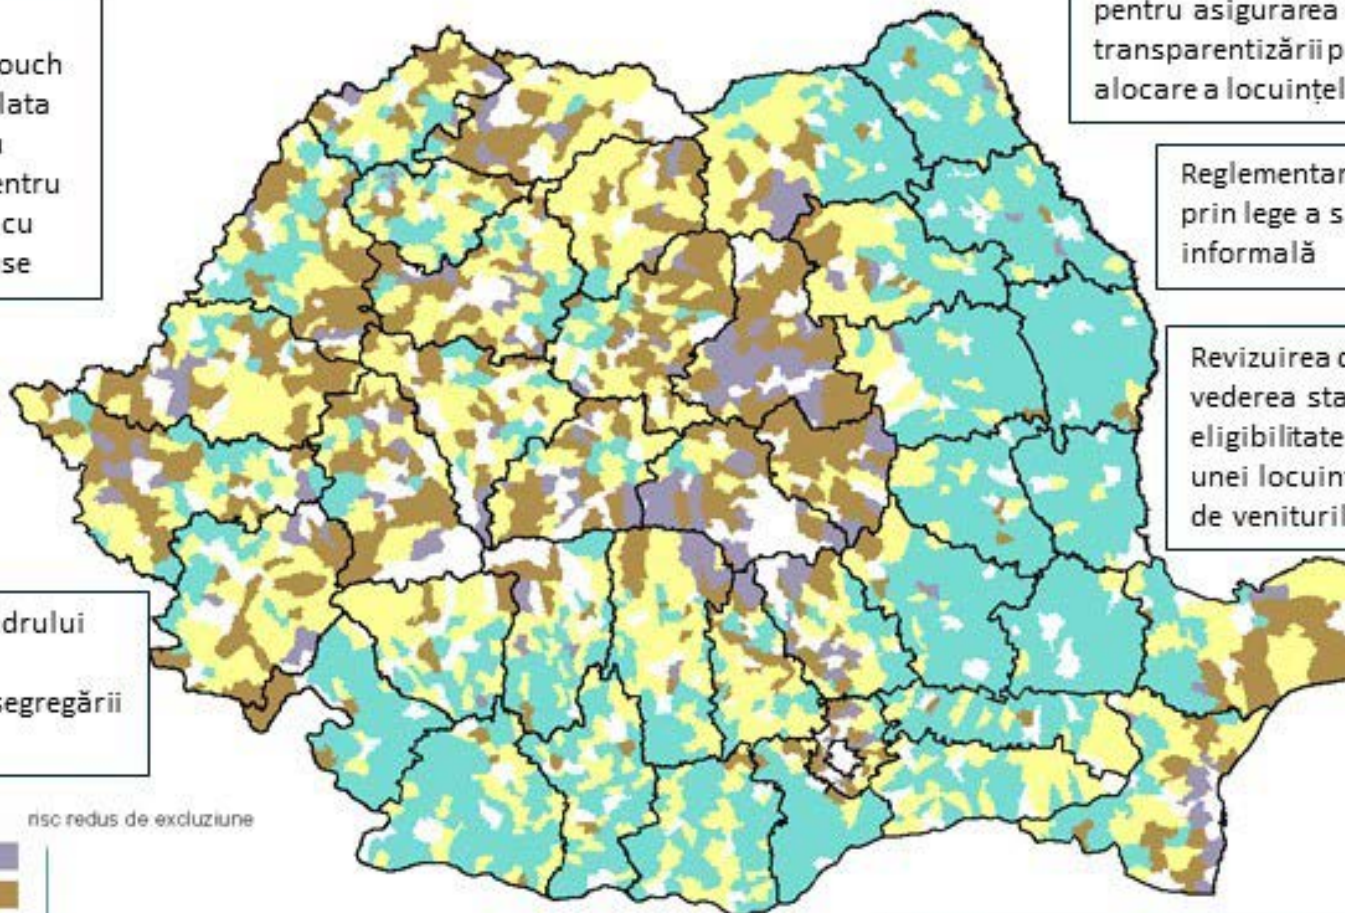 ouch
lata
entru
cu
se
pentru asigurarea
transparentizării p
alocare a locuințel
Reglementar
prin lege a s
informală
Revizuirea
vederea sta
eligibilitate
unei locuin
de venituril
drului
segregării
risc redus de excluziune